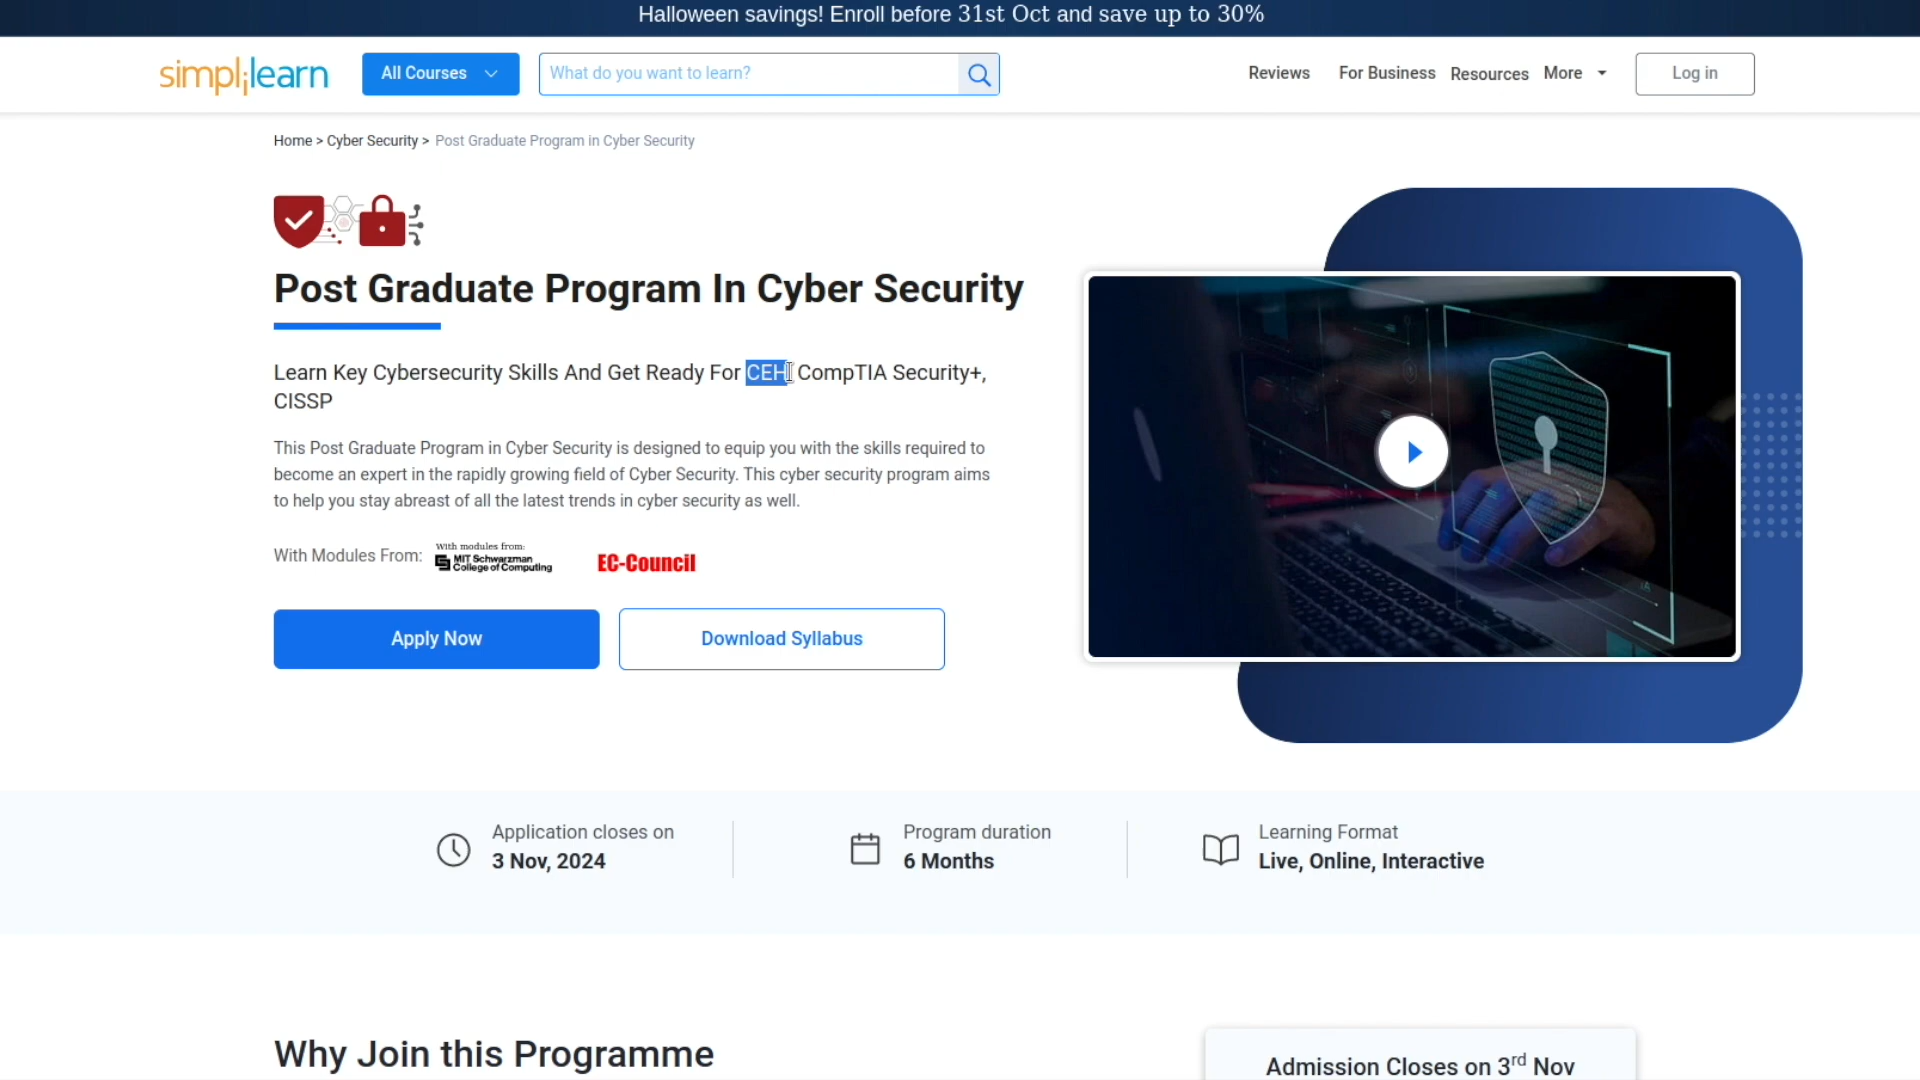 Halloween savings! Enroll before 31st Oct and save up to 30%
simplilearn
All Courses
What do you want to learn?
Reviews
For Business
Resources
More
Log in
Home > Cyber Security > Post Graduate Program in Cyber Security
Post Graduate Program In Cyber Security
Learn Key Cybersecurity Skills And Get Ready For CEH, CompTIA Security+,
CISSP
This Post Graduate Program in Cyber Security is designed to equip you with the skills required to
become an expert in the rapidly growing field of Cyber Security. This cyber security program aims
to help you stay abreast of all the latest trends in cyber security as well.
With Modules From:
With modules from:
MIT Schwarzman
College of Computing
EC-Council
Apply Now
Download Syllabus
Application closes on
3 Nov, 2024
Program duration
6 Months
Learning Format
Live, Online, Interactive
Why Join this Programme
Admission Closes on 3rd Nov